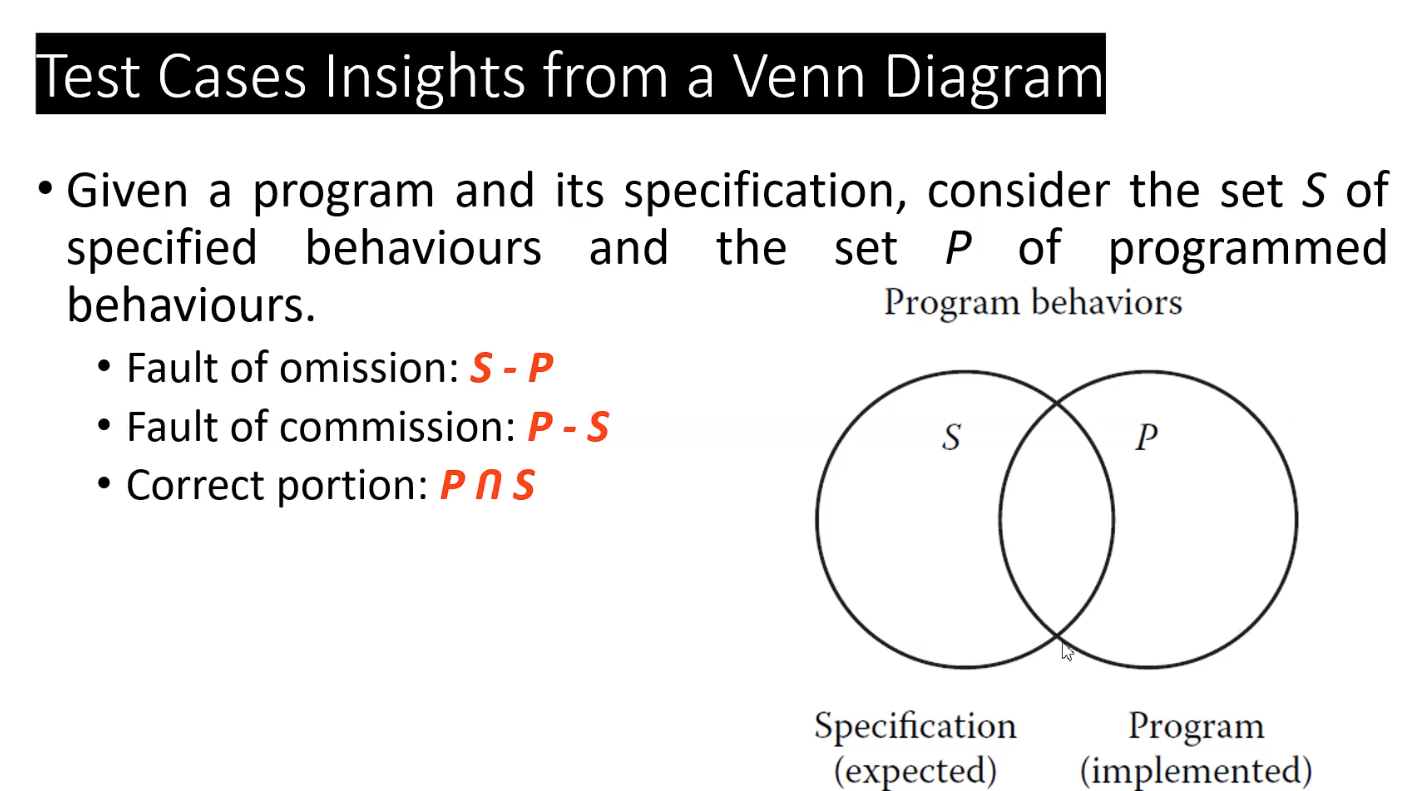 Test Cases Insights from a Venn Diagram
• Given a program and its specification, consider the set S of
specified behaviours and the set P of programmed
behaviours.
• Fault of omission: S - P
• Fault of commission: P - S
• Correct portion: P ∩ S
Program behaviors
S P
Specification Program
(expected) (implemented)